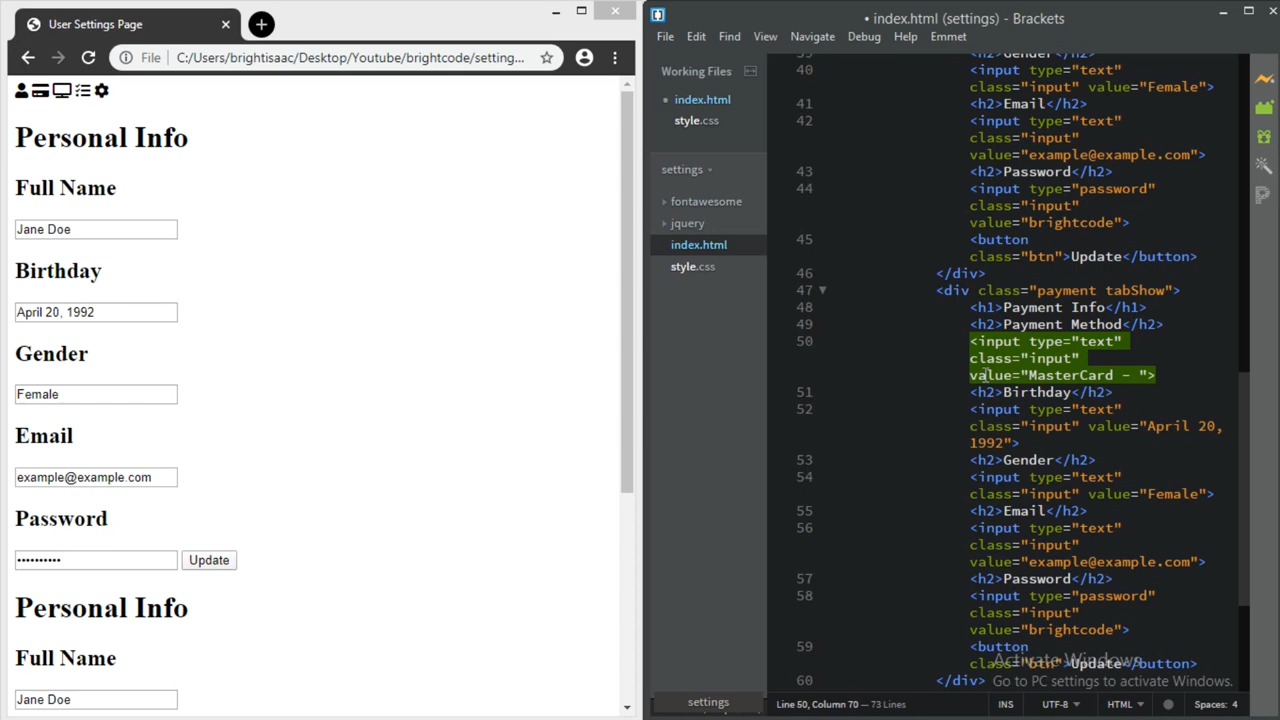 User Settings Page
File C:/Users/brightisaac/Desktop/Youtube/brightcode/setting...
Personal Info
Full Name
Jane Doe
Birthday
April 20, 1992
Gender
Female
Email
example@example.com
Password
•••••••••• Update
Personal Info
Full Name
Jane Doe
• index.html (settings) - Brackets
File Edit Find View Navigate Debug Help Emmet
Working Files
index.html
style.css
settings
fontawesome
jquery
index.html
style.css
settings
39 <h2>Gender</h2>
40 <input type="text"
class="input" value="Female">
41 <h2>Email</h2>
42 <input type="text"
class="input"
value="example@example.com">
43 <h2>Password</h2>
44 <input type="password"
class="input"
value="brightcode">
45 <button
class="btn">Update</button>
46 </div>
47 <div class="payment tabShow">
48 <h1>Payment Info</h1>
49 <h2>Payment Method</h2>
50 <input type="text"
class="input"
value="MasterCard - ">
51 <h2>Birthday</h2>
52 <input type="text"
class="input" value="April 20,
1992">
53 <h2>Gender</h2>
54 <input type="text"
class="input" value="Female">
55 <h2>Email</h2>
56 <input type="text"
class="input"
value="example@example.com">
57 <h2>Password</h2>
58 <input type="password"
class="input"
value="brightcode">
59 <button
class="btn">Update</button>
60 </div>
Activate Windows
Go to PC settings to activate Windows.
Line 50, Column 70 — 73 Lines
INS UTF-8 HTML Spaces: 4